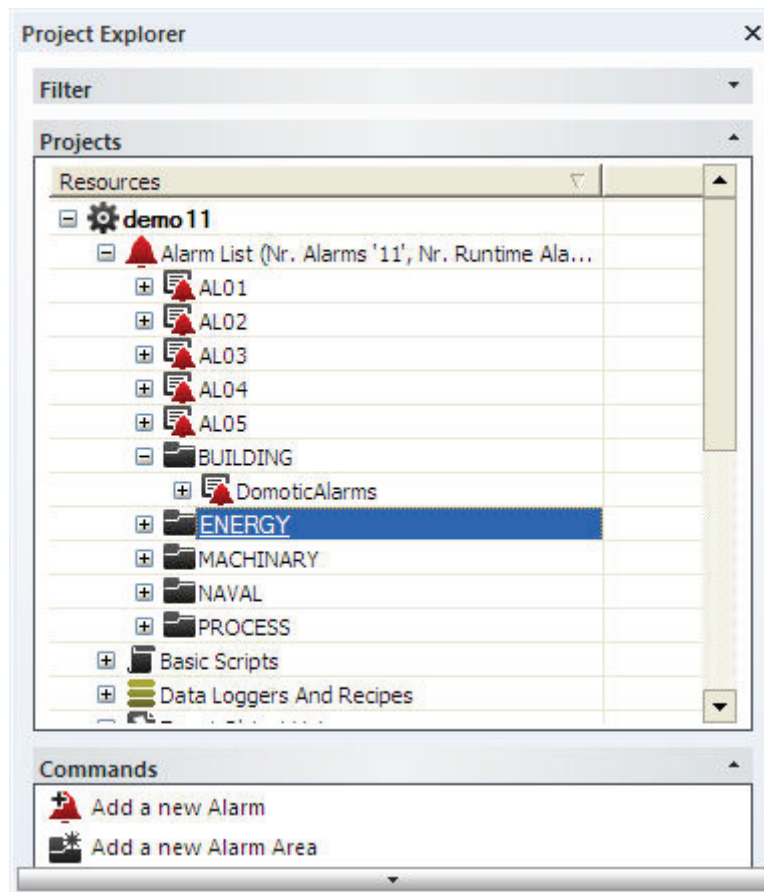 Project Explorer
Filter
Projects
Resources
demo11
Alarm List (Nr. Alarms '11', Nr. Runtime Ala...
AL01
AL02
AL03
AL04
AL05
BUILDING
DomoticAlarms
ENERGY
MACHINARY
NAVAL
PROCESS
Basic Scripts
Data Loggers And Recipes
Commands
Add a new Alarm
Add a new Alarm Area